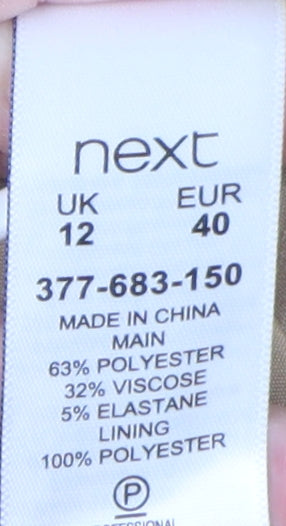 next
UK EUR
12 40
377-683-150
MADE IN CHINA
MAIN
63% POLYESTER
32% VISCOSE
5% ELASTANE
LINING
100% POLYESTER
P